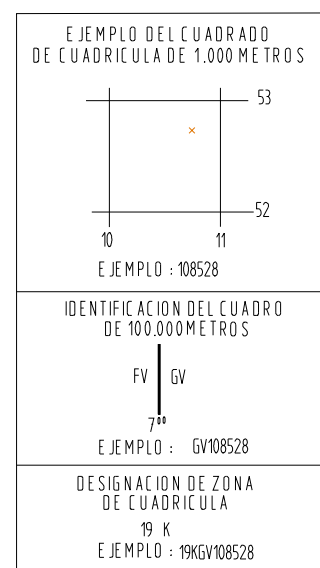 EJEMPLO DEL CUADRADO
DE CUADRICULA DE 1.000 METROS
53
52
10 11
EJEMPLO : 108528
IDENTIFICACION DEL CUADRO
DE 100.000METROS
FV GV
7⁰⁰
EJEMPLO : GV108528
DESIGNACION DE ZONA
DE CUADRICULA
19 K
EJEMPLO : 19KGV108528